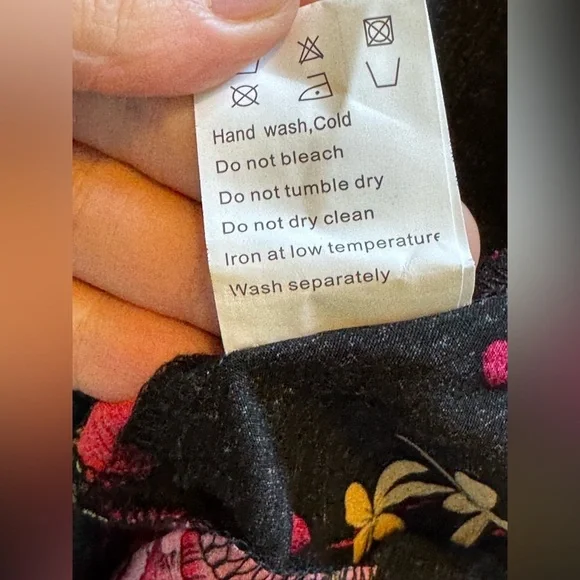 Hand wash,Cold
Do not bleach
Do not tumble dry
Do not dry clean
Iron at low temperature
Wash separately